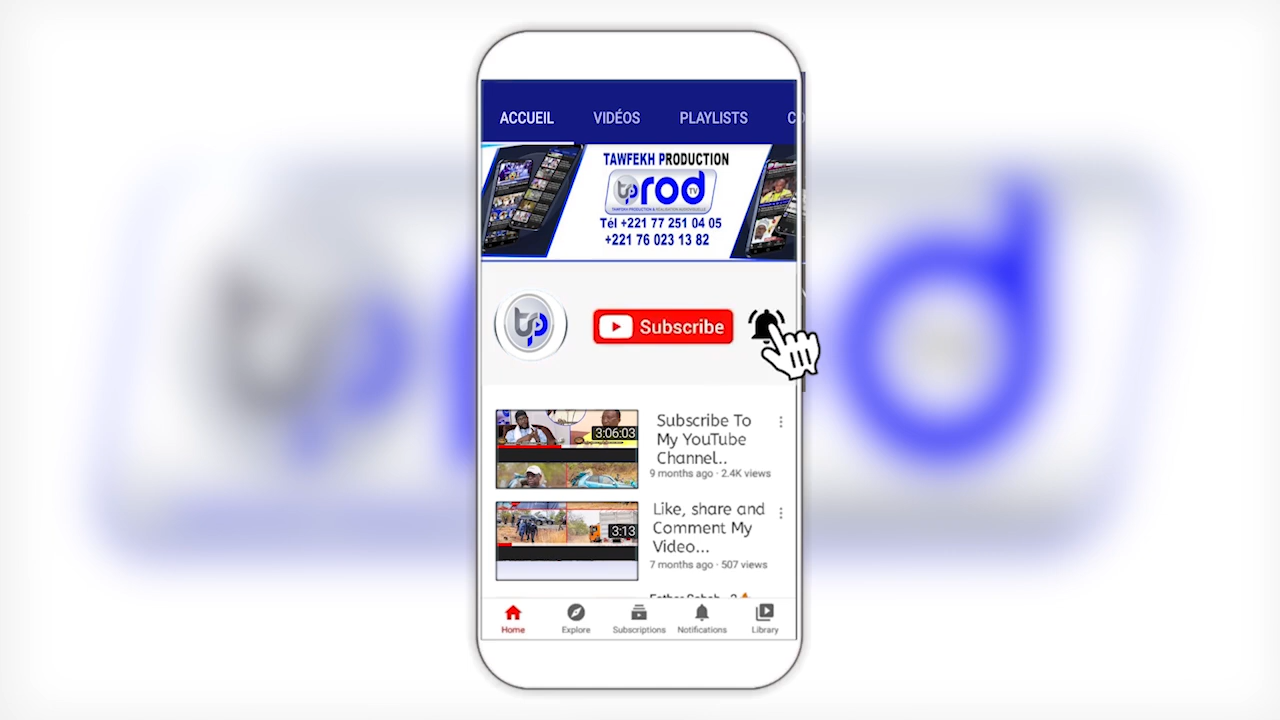 ACCUEIL VIDÉOS PLAYLISTS
TAWFEKH PRODUCTION
tprod TV
Tél +221 77 251 04 05
+221 76 023 13 82
tp
Subscribe
3:06:03
Subscribe To
My YouTube
Channel..
9 months ago · 2.4K views
3:13
Like, share and
Comment My
Video...
7 months ago · 507 views
Home Explore Subscriptions Notifications Library